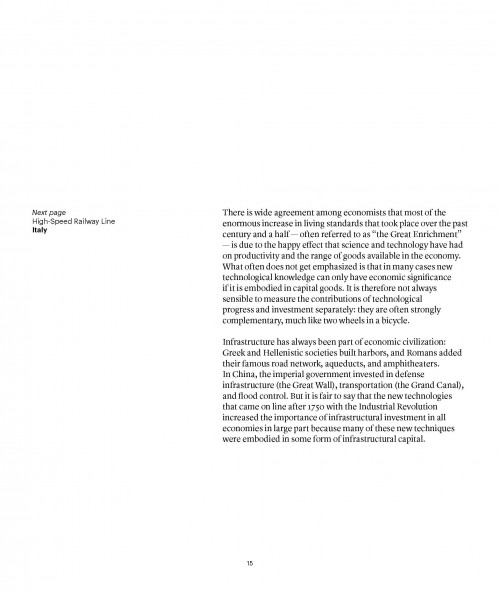 Next page
High-Speed Railway Line
Italy
There is wide agreement among economists that most of the
enormous increase in living standards that took place over the past
century and a half — often referred to as “the Great Enrichment”
— is due to the happy effect that science and technology have had
on productivity and the range of goods available in the economy.
What often does not get emphasized is that in many cases new
technological knowledge can only have economic significance
if it is embodied in capital goods. It is therefore not always
sensible to measure the contributions of technological
progress and investment separately: they are often strongly
complementary, much like two wheels in a bicycle.
Infrastructure has always been part of economic civilization:
Greek and Hellenistic societies built harbors, and Romans added
their famous road network, aqueducts, and amphitheaters.
In China, the imperial government invested in defense
infrastructure (the Great Wall), transportation (the Grand Canal),
and flood control. But it is fair to say that the new technologies
that came on line after 1750 with the Industrial Revolution
increased the importance of infrastructural investment in all
economies in large part because many of these new techniques
were embodied in some form of infrastructural capital.
15